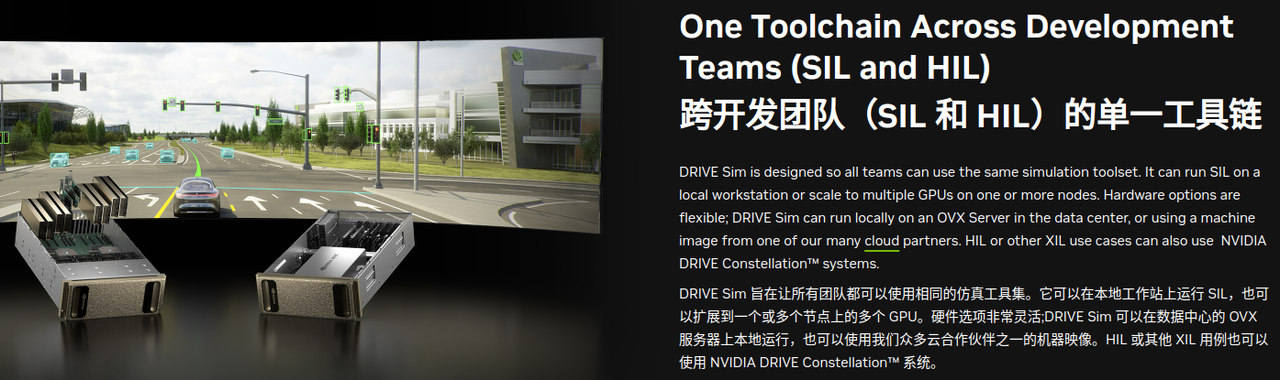 One Toolchain Across Development
Teams (SIL and HIL)
跨开发团队（SIL 和 HIL）的单一工具链
DRIVE Sim is designed so all teams can use the same simulation toolset. It can run SIL on a
local workstation or scale to multiple GPUs on one or more nodes. Hardware options are
flexible; DRIVE Sim can run locally on an OVX Server in the data center, or using a machine
image from one of our many cloud partners. HIL or other XIL use cases can also use  NVIDIA
DRIVE Constellation™ systems.
DRIVE Sim 旨在让所有团队都可以使用相同的仿真工具集。它可以在本地工作站上运行 SIL，也可
以扩展到一个或多个节点上的多个 GPU。硬件选项非常灵活;DRIVE Sim 可以在数据中心的 OVX
服务器上本地运行，也可以使用我们众多云合作伙伴之一的机器映像。HIL 或其他 XIL 用例也可以
使用 NVIDIA DRIVE Constellation™ 系统。